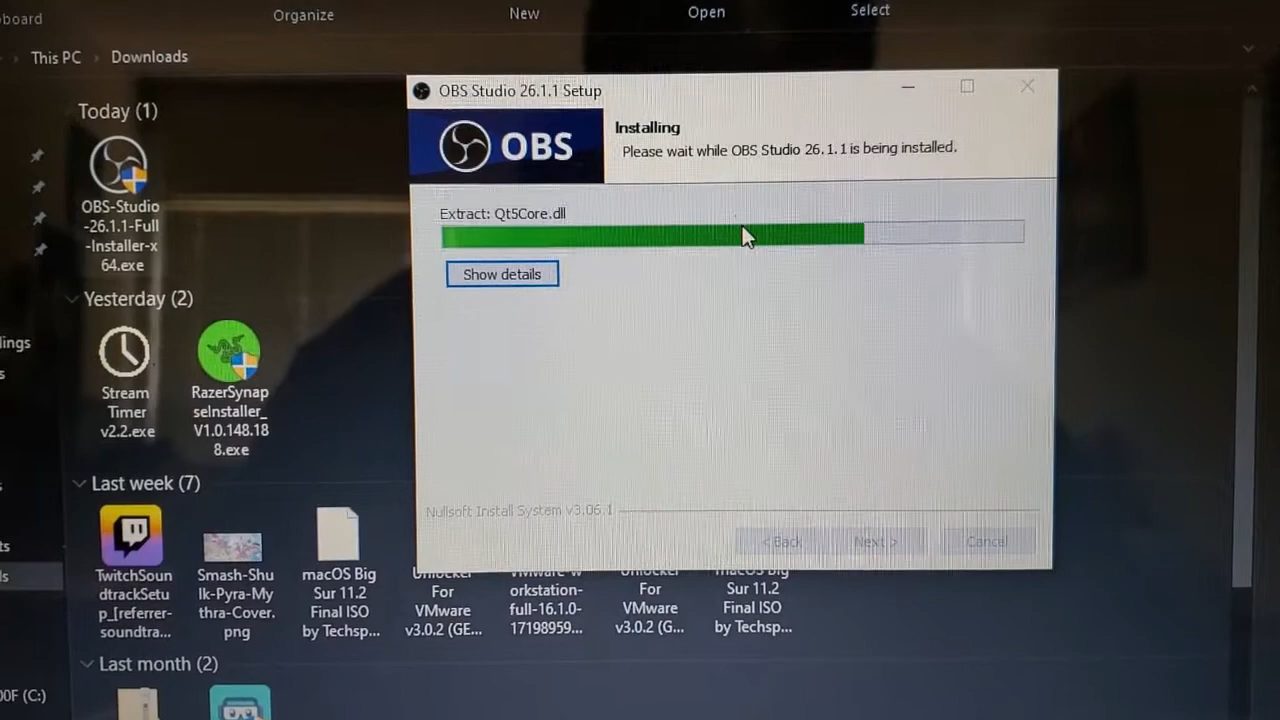 board
Organize
New
Open
Select
This PC
Downloads
Today (1)
OBS-Studio
-26.1.1-Full
-Installer-x
64.exe
Yesterday (2)
Stream
Timer
v2.2.exe
RazerSynap
seInstaller_
V1.0.148.18
8.exe
Last week (7)
TwitchSoun
dtrackSetu
p_[referrer-
soundtra...
Smash-Shu
lk-Pyra-My
thra-Cover.
png
macOS Big
Sur 11.2
Final ISO
by Techsp...
Unlocker
For
VMware
v3.0.2 (GE...
VMware-w
orkstation-
full-16.1.0-
17198959...
Unlocker
For
VMware
v3.0.2 (G...
macOS Big
Sur 11.2
Final ISO
by Techsp...
Last month (2)
ings
s
ts
ls
00F (C:)
OBS Studio 26.1.1 Setup
OBS
Installing
Please wait while OBS Studio 26.1.1 is being installed.
Extract: Qt5Core.dll
Show details
Nullsoft Install System v3.06.1
< Back
Next >
Cancel